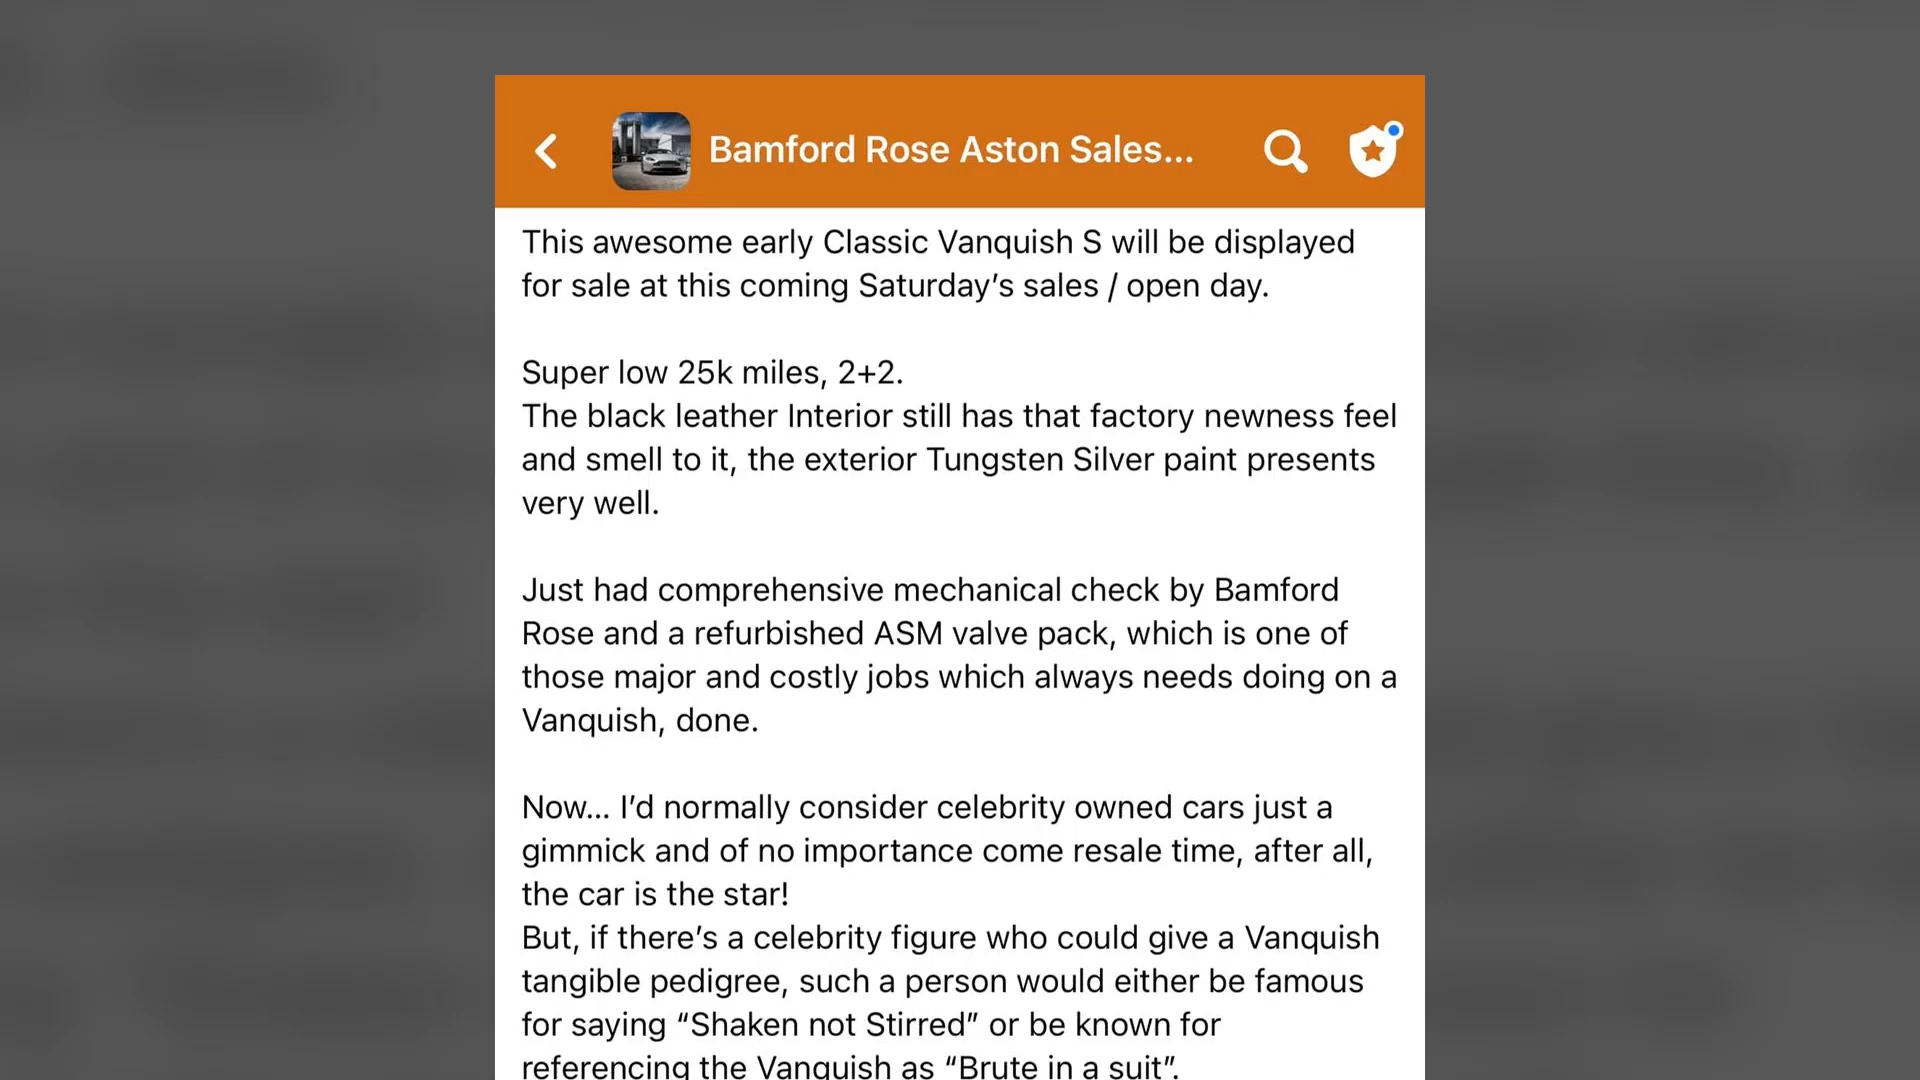 Bamford Rose Aston Sales...
This awesome early Classic Vanquish S will be displayed
for sale at this coming Saturday’s sales / open day.
Super low 25k miles, 2+2.
The black leather Interior still has that factory newness feel
and smell to it, the exterior Tungsten Silver paint presents
very well.
Just had comprehensive mechanical check by Bamford
Rose and a refurbished ASM valve pack, which is one of
those major and costly jobs which always needs doing on a
Vanquish, done.
Now... I’d normally consider celebrity owned cars just a
gimmick and of no importance come resale time, after all,
the car is the star!
But, if there’s a celebrity figure who could give a Vanquish
tangible pedigree, such a person would either be famous
for saying “Shaken not Stirred” or be known for
referencing the Vanquish as “Brute in a suit”.